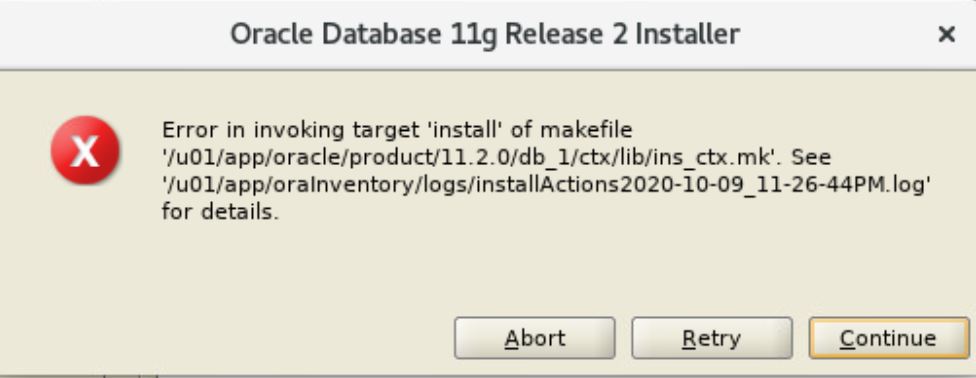 Oracle Database 11g Release 2 Installer
Error in invoking target 'install' of makefile
'/u01/app/oracle/product/11.2.0/db_1/ctx/lib/ins_ctx.mk'. See
'/u01/app/oraInventory/logs/installActions2020-10-09_11-26-44PM.log'
for details.
Abort Retry Continue